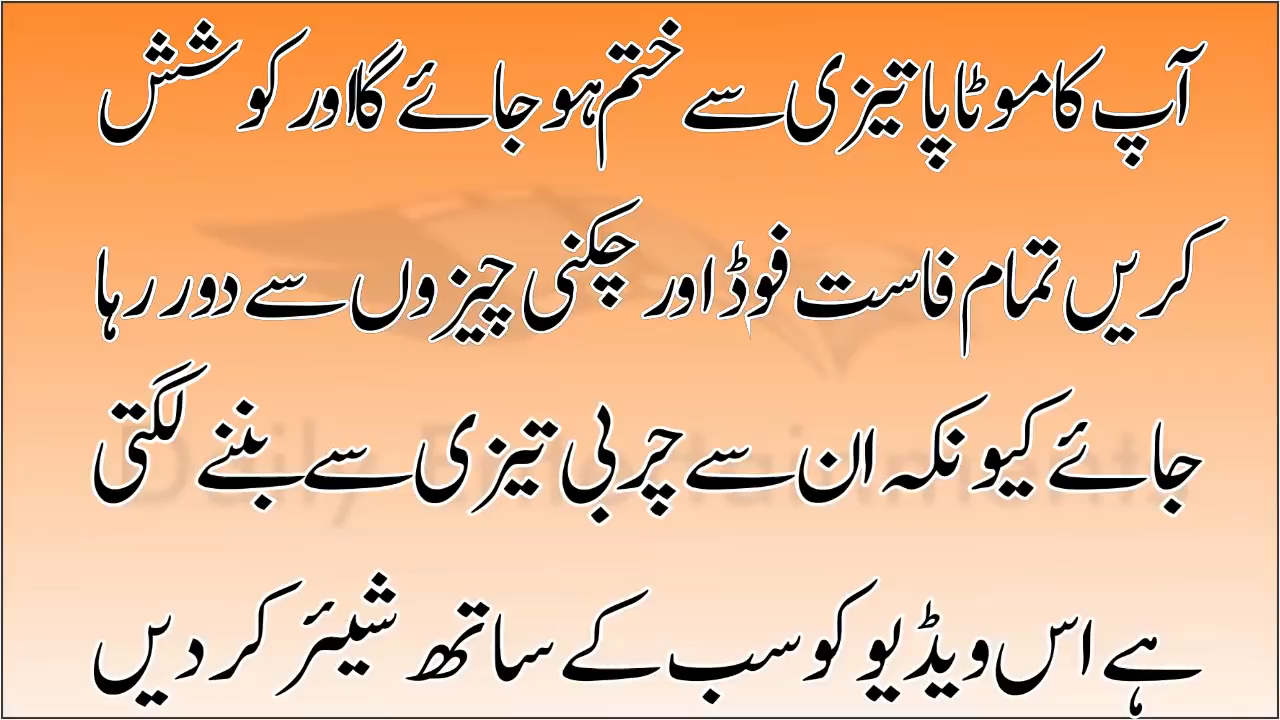 آپ کا موٹاپا تیزی سے ختم ہو جائے گا اور کوشش
کریں تمام فاست فوڈ اور چکنی چیزوں سے دور رہا
جائے کیونکہ ان سے چربی تیزی سے بننے لگتی
ہے اس ویڈیو کو سب کے ساتھ شیئر کر دیں